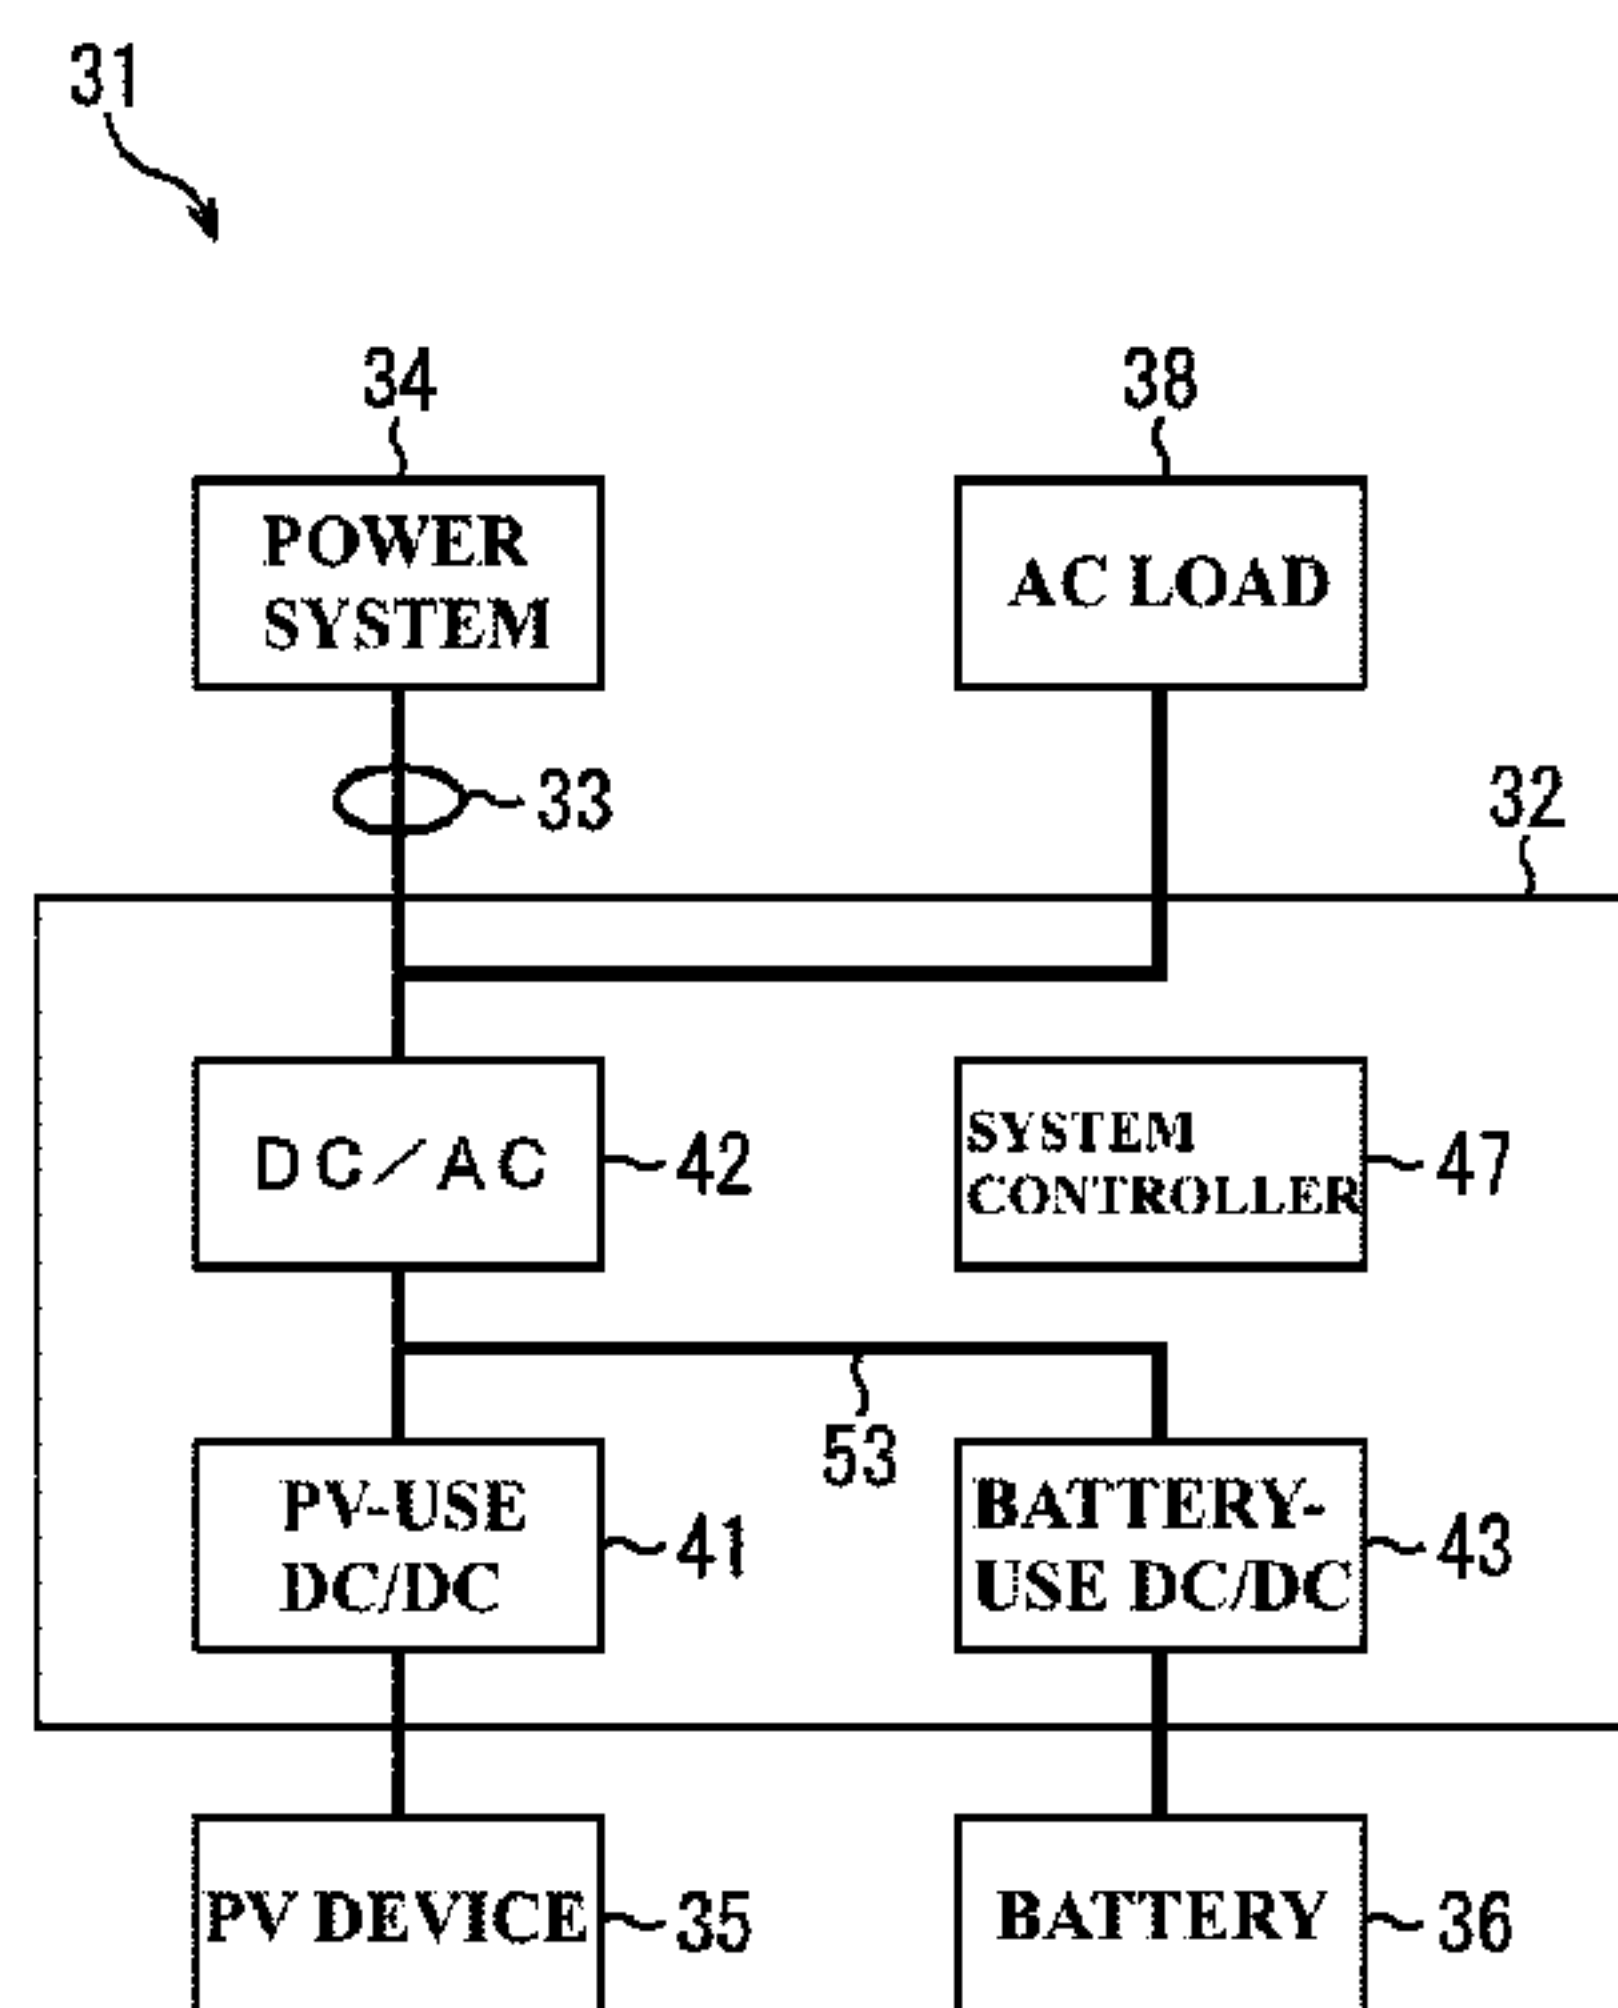 31
34
38
POWER
SYSTEM
AC LOAD
33
32
DC/AC
42
SYSTEM
CONTROLLER
47
53
PV-USE
DC/DC
41
BATTERY-
USE DC/DC
43
PV DEVICE
35
BATTERY
36